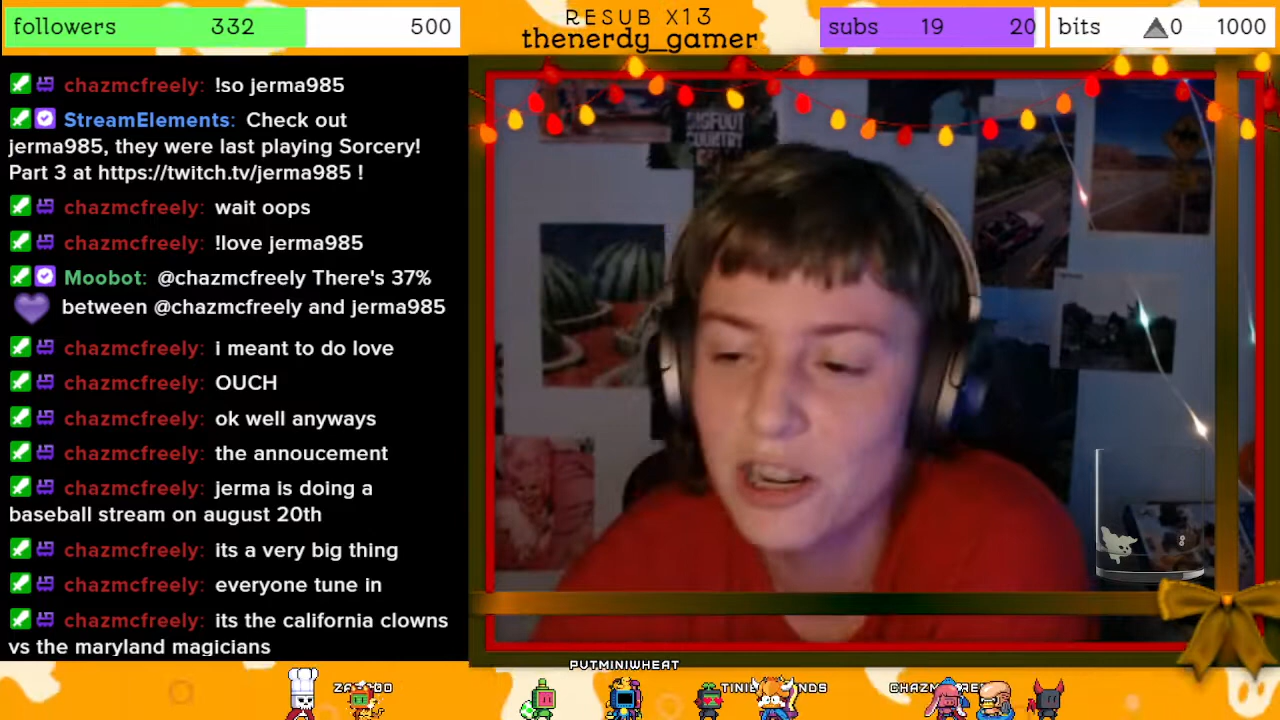 followers 332 500
RESUB X13
thenerdy_gamer
subs 19 20
bits 0 1000
chazmcfreely: !so jerma985
StreamElements: Check out
jerma985, they were last playing Sorcery!
Part 3 at https://twitch.tv/jerma985 !
chazmcfreely: wait oops
chazmcfreely: !love jerma985
Moobot: @chazmcfreely There's 37%
between @chazmcfreely and jerma985
chazmcfreely: i meant to do love
chazmcfreely: OUCH
chazmcfreely: ok well anyways
chazmcfreely: the annoucement
chazmcfreely: jerma is doing a
baseball stream on august 20th
chazmcfreely: its a very big thing
chazmcfreely: everyone tune in
chazmcfreely: its the california clowns
vs the maryland magicians
BIGFOOT
COUNTRY
PUTMINIWHEAT